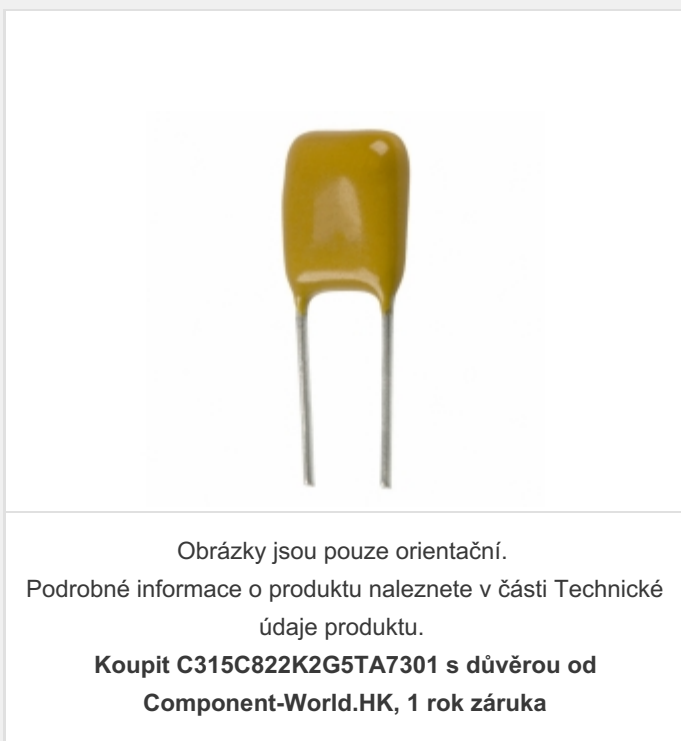 Obrázky jsou pouze orientační.
Podrobné informace o produktu naleznete v části Technické
údaje produktu.
Koupit C315C822K2G5TA7301 s důvěrou od
Component-World.HK, 1 rok záruka